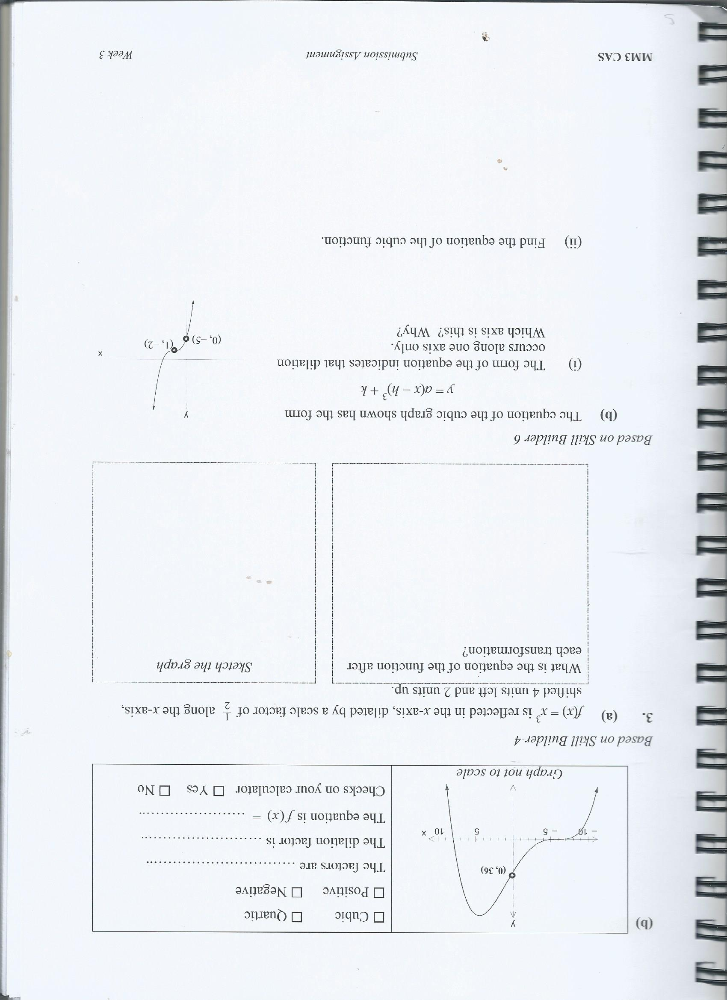 (b)
y
(0, 36)
– 10
– 5
5
10
x
Graph not to scale
☐ Cubic ☐ Quartic
☐ Positive ☐ Negative
The factors are ..................................
The dilation factor is ............................
The equation is f(x) = .........................
Checks on your calculator ☐ Yes ☐ No
Based on Skill Builder 4
3. (a) f(x) = x³ is reflected in the x-axis, dilated by a scale factor of 1/2 along the x-axis,
shifted 4 units left and 2 units up.
What is the equation of the function after
each transformation?
Sketch the graph
Based on Skill Builder 6
(b) The equation of the cubic graph shown has the form
y = a(x – h)³ + k
(i) The form of the equation indicates that dilation
occurs along one axis only.
Which axis is this? Why?
y
x
(1, –2)
(0, –5)
(ii) Find the equation of the cubic function.
MM3 CAS Submission Assignment Week 3
5